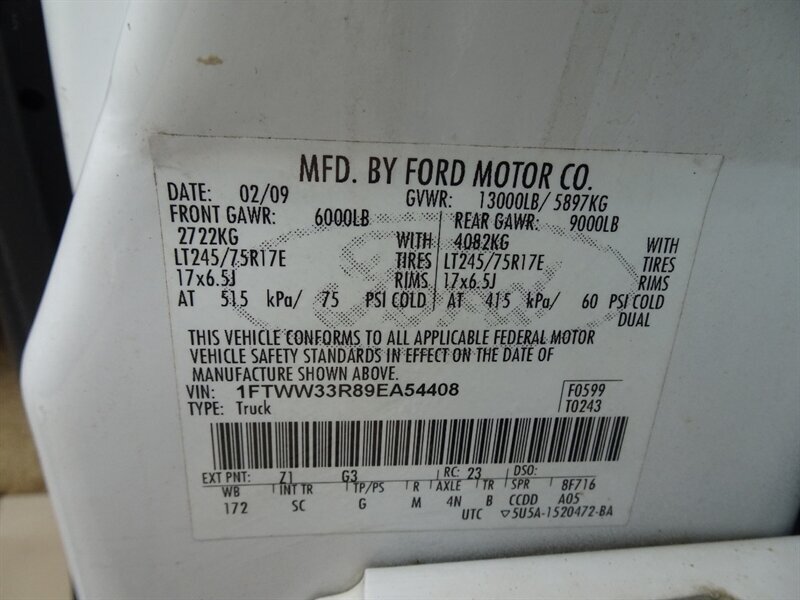 MFD. BY FORD MOTOR CO.
DATE: 02/09 GVWR: 13000LB/ 5897KG
FRONT GAWR: 6000LB REAR GAWR: 9000LB
2722KG WITH 4082KG WITH
LT245/75R17E TIRES LT245/75R17E TIRES
17x6.5J RIMS 17x6.5J RIMS
AT 515 kPa/ 75 PSI COLD AT 415 kPa/ 60 PSI COLD
DUAL
THIS VEHICLE CONFORMS TO ALL APPLICABLE FEDERAL MOTOR
VEHICLE SAFETY STANDARDS IN EFFECT ON THE DATE OF
MANUFACTURE SHOWN ABOVE.
VIN: 1FTWW33R89EA54408 F0599
TYPE: Truck T0243
EXT PNT: Z1 G3 RC: 23 DSO:
WB INT TR TP/PS R AXLE TR SPR 8F716
172 SC G M 4N B CCDD A05
UTC ▽5U5A-1520472-BA